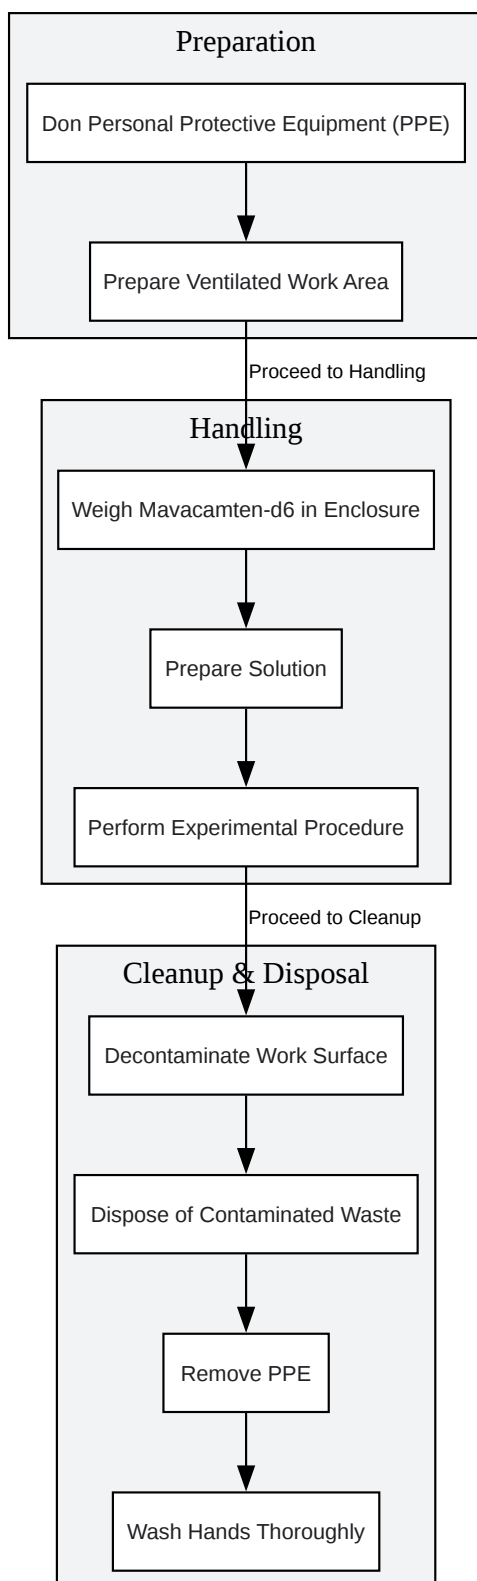 Preparation
Don Personal Protective Equipment (PPE)
Prepare Ventilated Work Area
Proceed to Handling
Handling
Weigh Mavacamten-d6 in Enclosure
Prepare Solution
Perform Experimental Procedure
Proceed to Cleanup
Cleanup & Disposal
Decontaminate Work Surface
Dispose of Contaminated Waste
Remove PPE
Wash Hands Thoroughly